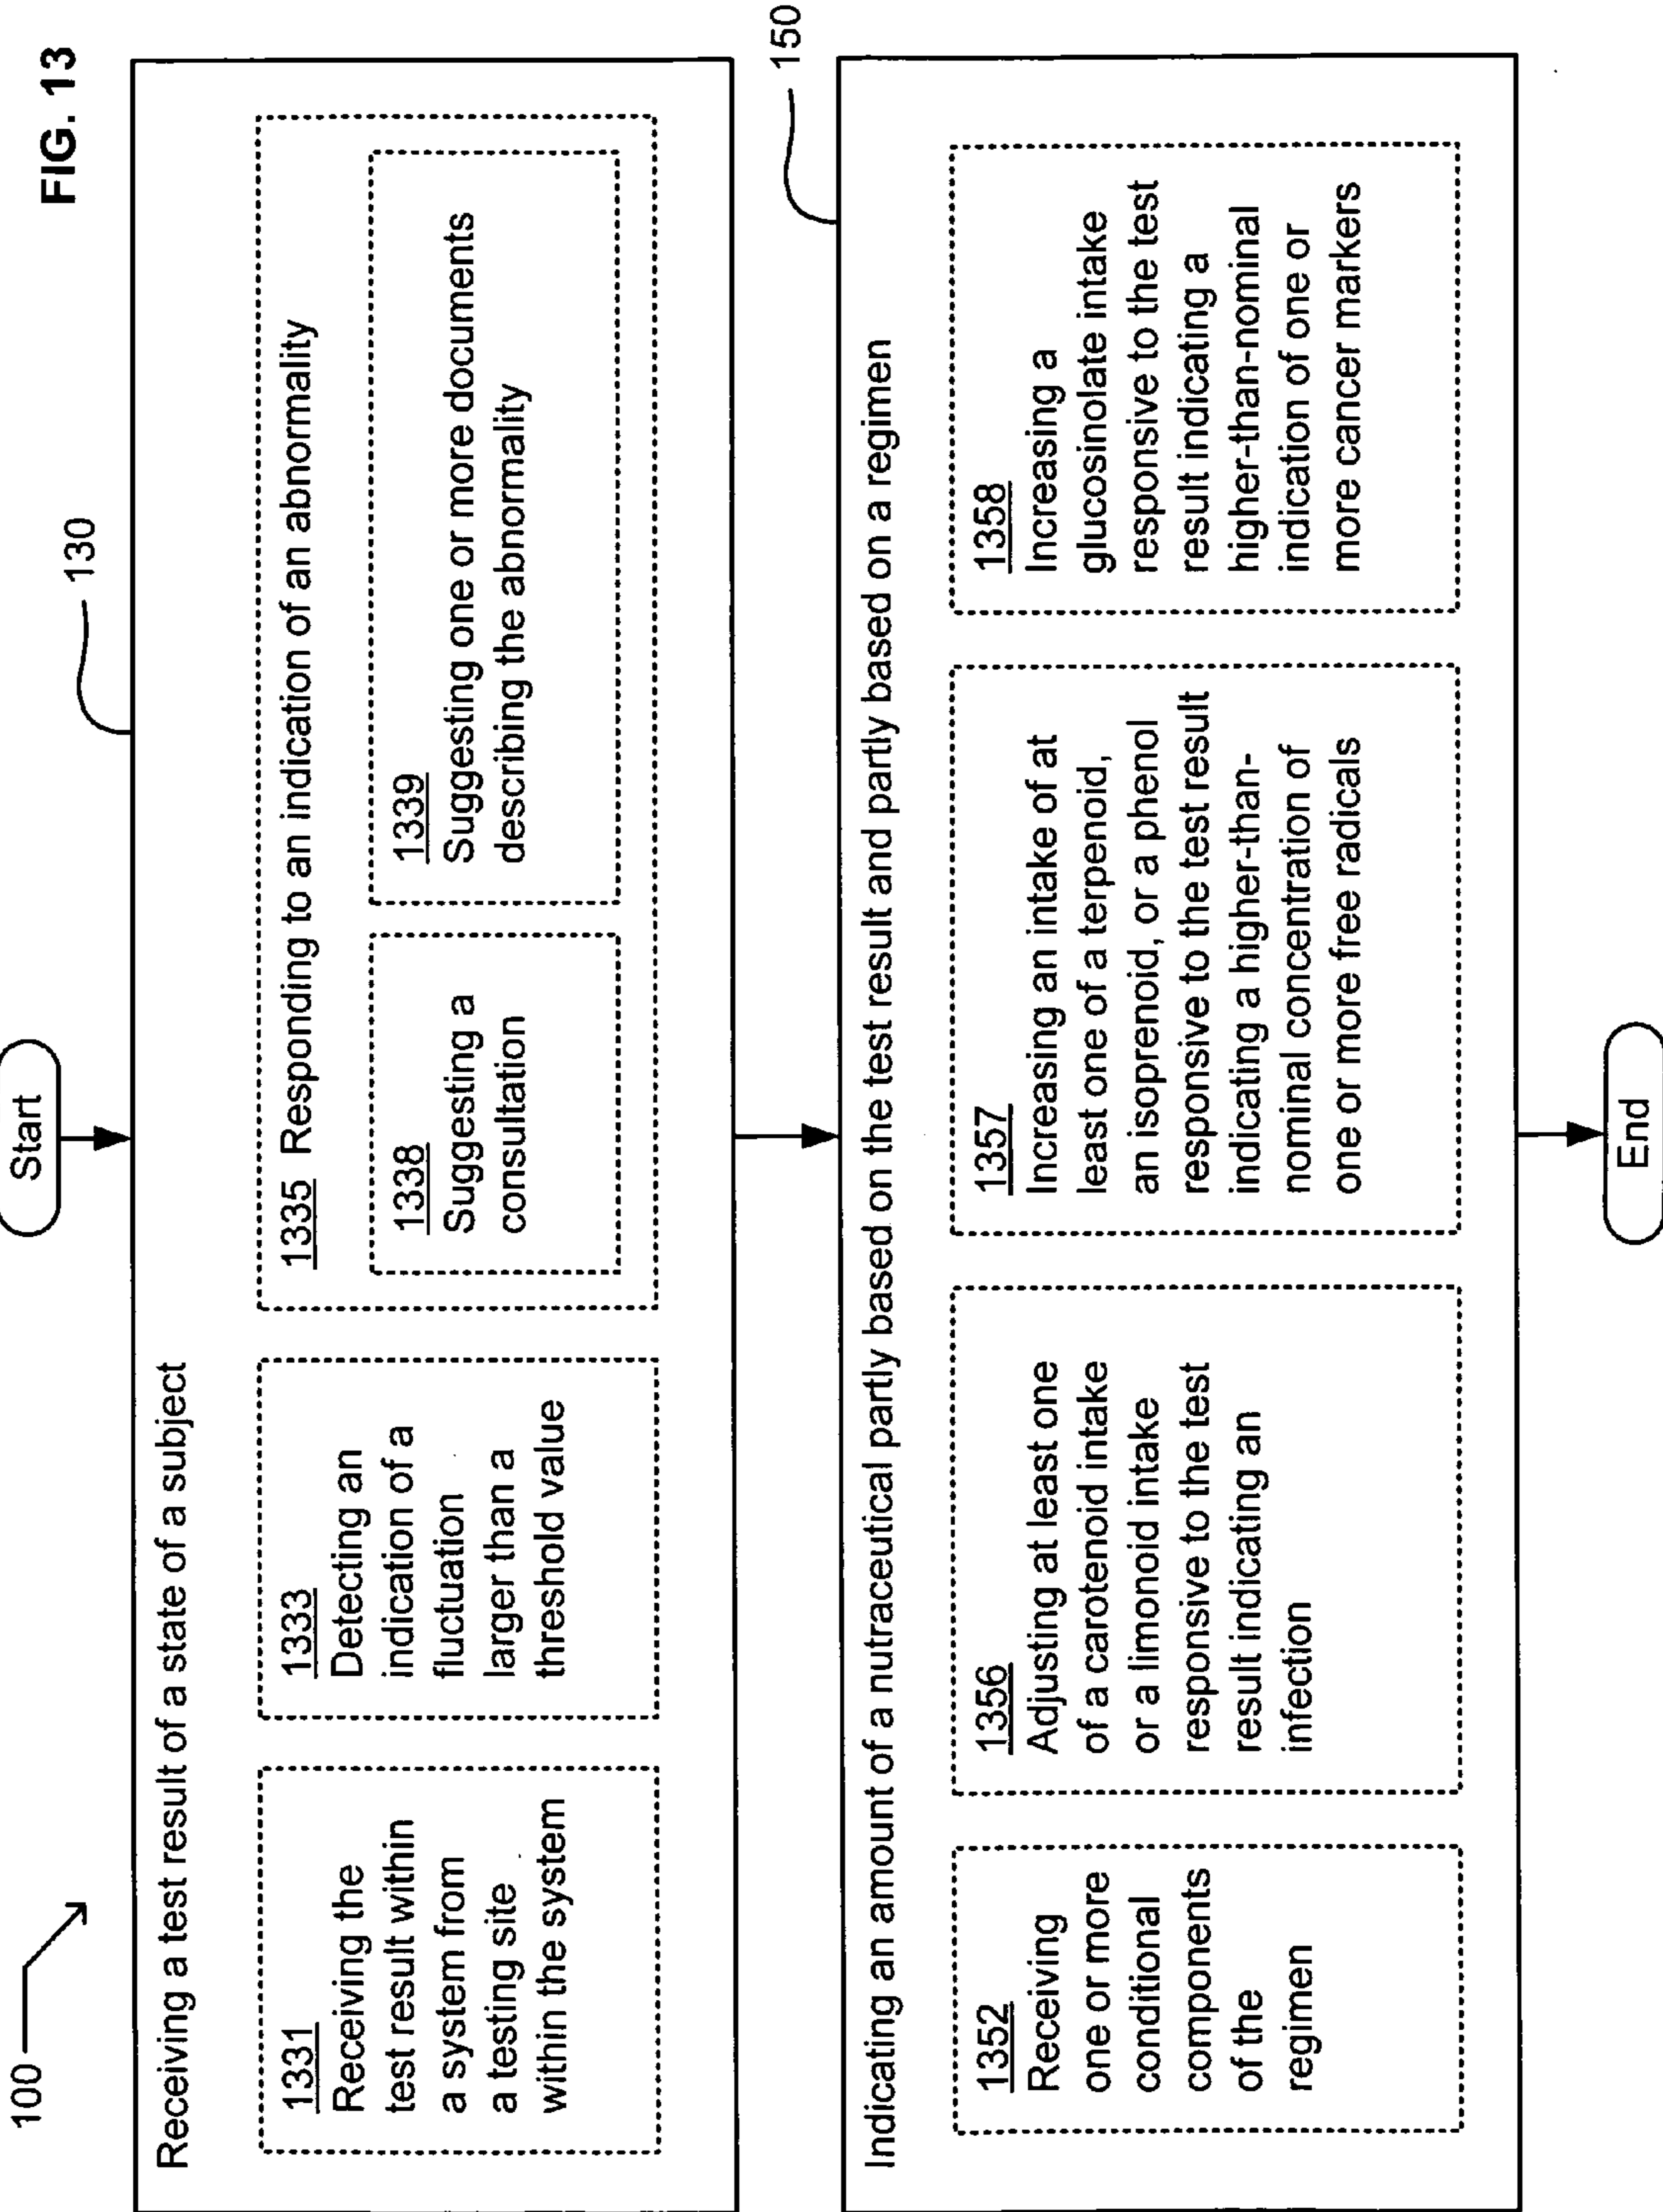 FIG. 13
100
Start
130
Receiving a test result of a state of a subject
1331
Receiving the
test result within
a system from
a testing site
within the system
1333
Detecting an
indication of a
fluctuation
larger than a
threshold value
1335 Responding to an indication of an abnormality
1338
Suggesting a
consultation
1339
Suggesting one or more documents
describing the abnormality
150
Indicating an amount of a nutraceutical partly based on the test result and partly based on a regimen
1352
Receiving
one or more
conditional
components
of the
regimen
1356
Adjusting at least one
of a carotenoid intake
or a limonoid intake
responsive to the test
result indicating an
infection
1357
Increasing an intake of at
least one of a terpenoid,
an isoprenoid, or a phenol
responsive to the test result
indicating a higher-than-
nominal concentration of
one or more free radicals
1358
Increasing a
glucosinolate intake
responsive to the test
result indicating a
higher-than-nominal
indication of one or
more cancer markers
End